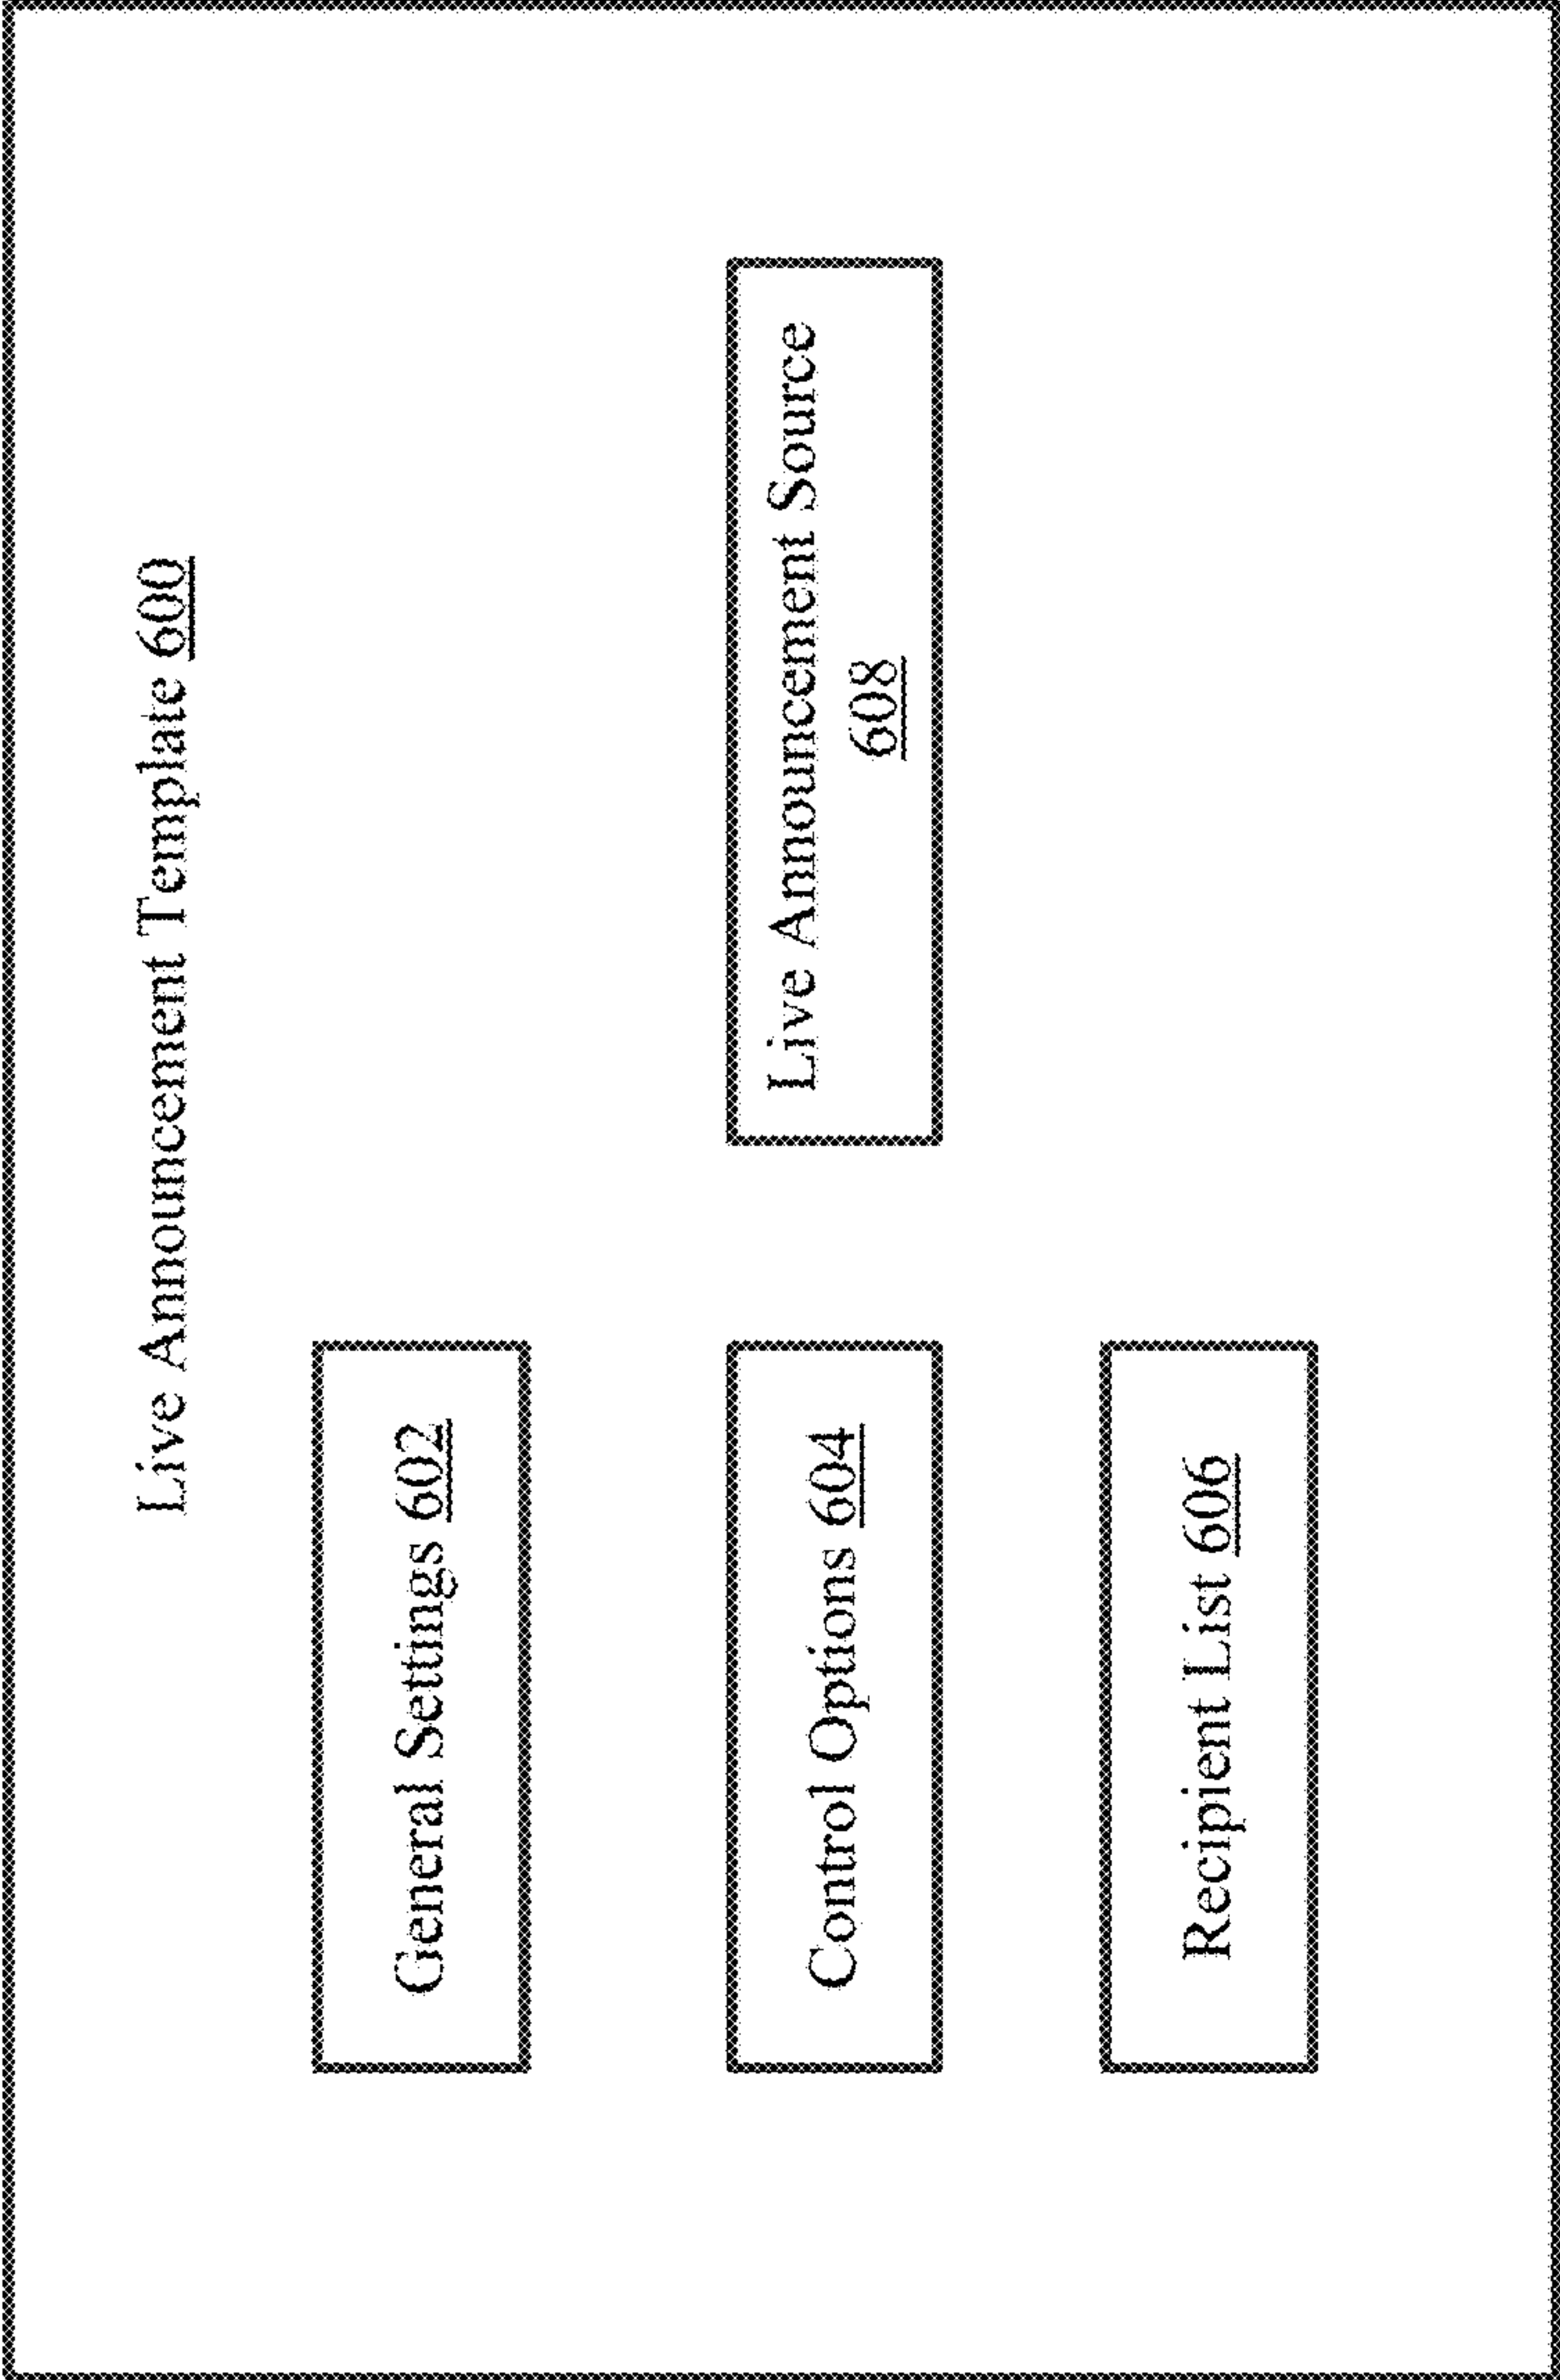 Live Announcement Template 600
General Settings 602
Control Options 604
Live Announcement Source
608
Recipient List 606